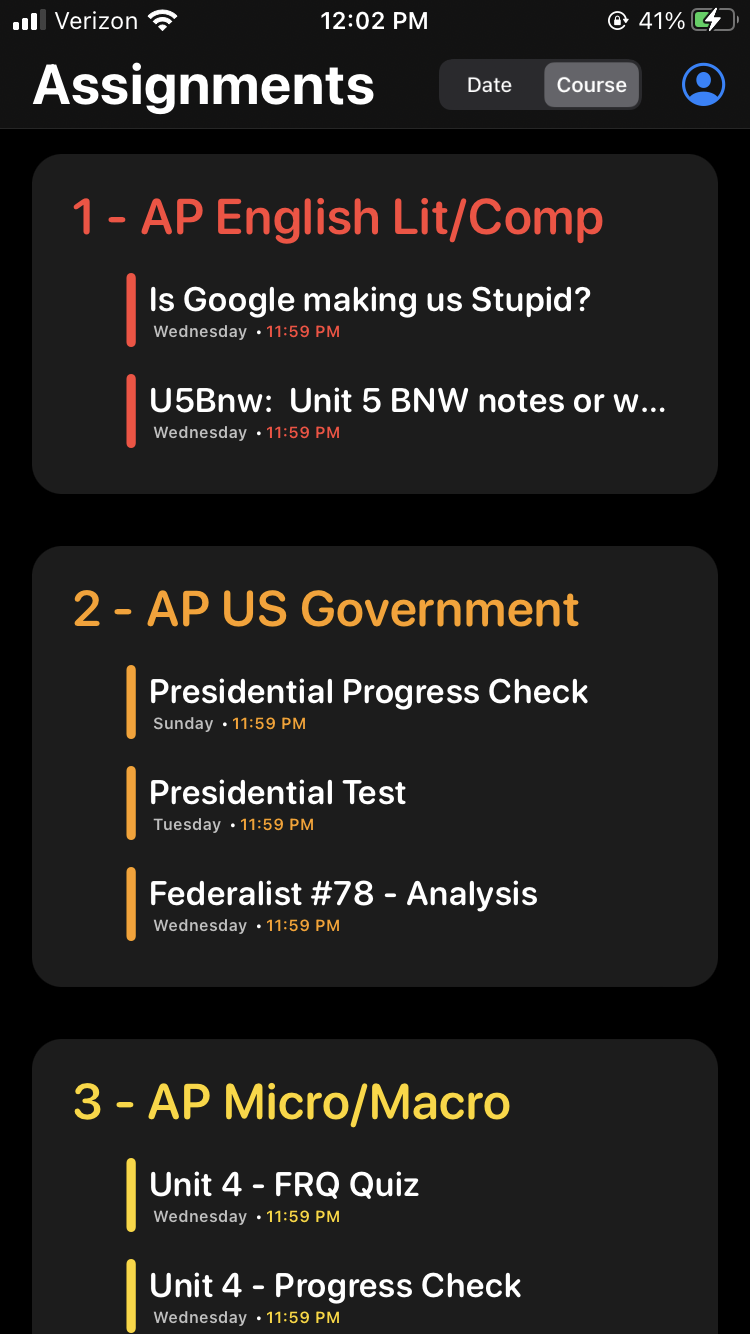 Verizon 12:02 PM 41%
Assignments Date Course
1 - AP English Lit/Comp
Is Google making us Stupid?
Wednesday • 11:59 PM
U5Bnw:  Unit 5 BNW notes or w...
Wednesday • 11:59 PM
2 - AP US Government
Presidential Progress Check
Sunday • 11:59 PM
Presidential Test
Tuesday • 11:59 PM
Federalist #78 - Analysis
Wednesday • 11:59 PM
3 - AP Micro/Macro
Unit 4 - FRQ Quiz
Wednesday • 11:59 PM
Unit 4 - Progress Check
Wednesday • 11:59 PM